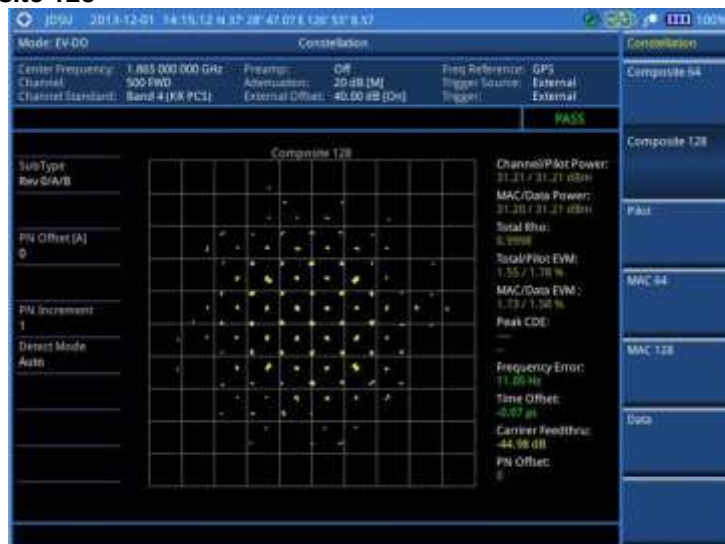 JDSU 2013-12-01 14:15:12 N 37° 28' 47.07 E 126° 53' 8.57 100%
Mode: EV-DO Constellation Constellation
Center Frequency: 1.865 000 000 GHz Preamp: Off Freq Reference: GPS
Channel: 500 FWD Attenuation: 20 dB [M] Trigger Source: External
Channel Standard: Band 4 (KR PCS) External Offset: 40.00 dB [On] Trigger: External
PASS
Composite 64
Composite 128
Pilot
MAC 64
MAC 128
Data
SubType
Rev 0/A/B
PN Offset [A]
0
PN Increment
1
Detect Mode
Auto
Composite 128
Channel/Pilot Power:
31.21 / 31.21 dBm
MAC/Data Power:
31.20 / 31.21 dBm
Total Rho:
0.9998
Total/Pilot EVM:
1.55 / 1.78 %
MAC/Data EVM :
1.73 / 1.58 %
Peak CDE:
---
--
Frequency Error:
11.05 Hz
Time Offset:
-0.07 µs
Carrirer Feedthru:
-44.98 dB
PN Offset:
0